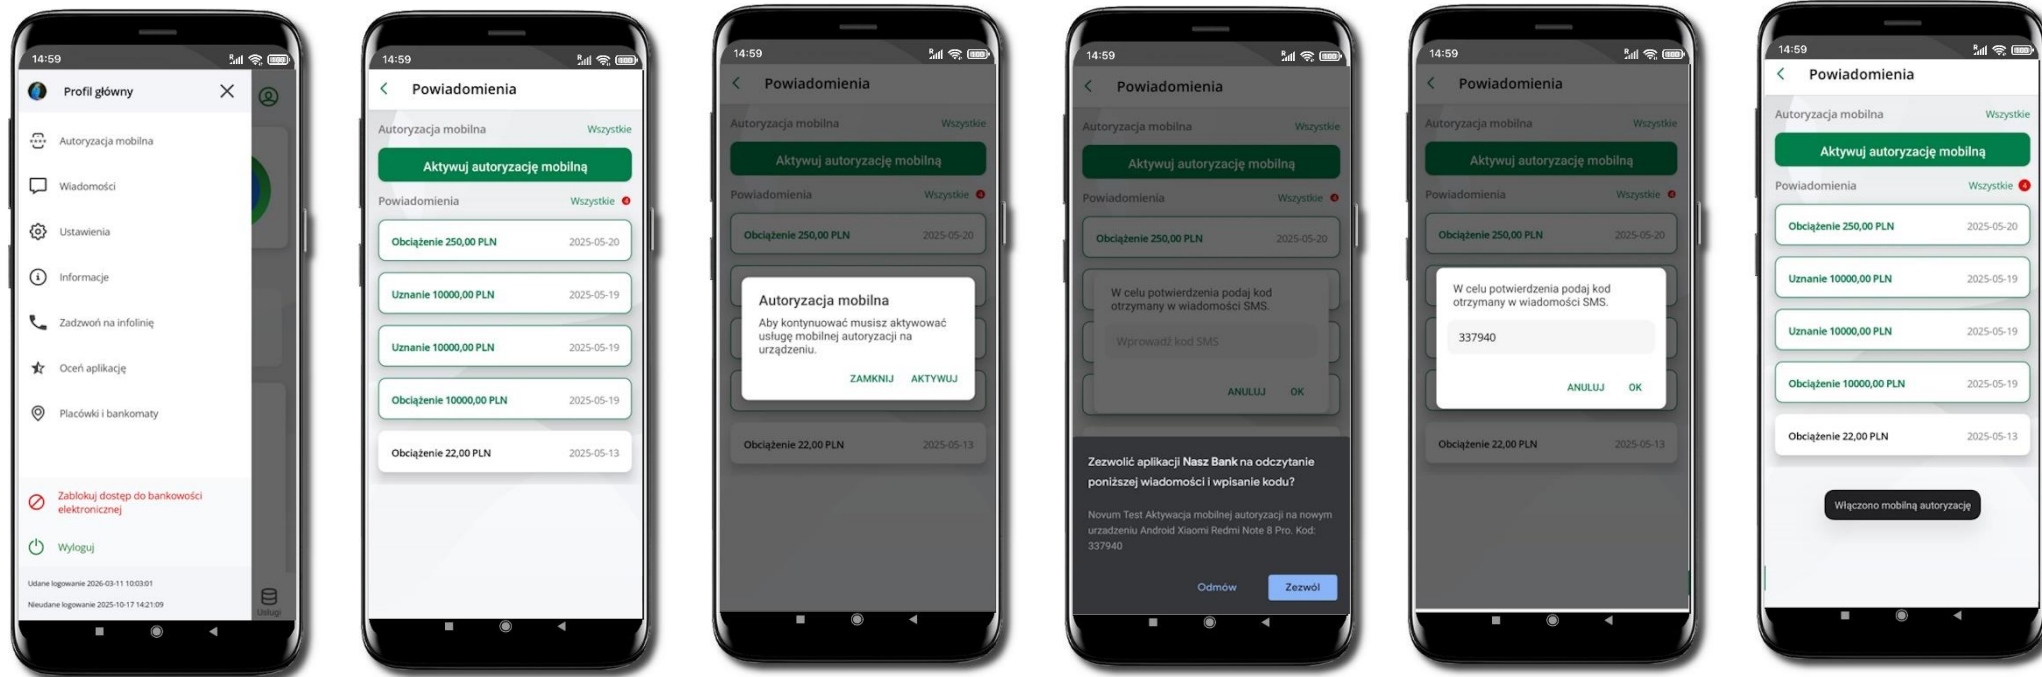 14:59
Profil główny
Autoryzacja mobilna
Wiadomości
Ustawienia
Informacje
Zadzwoń na infolinię
Oceń aplikację
Placówki i bankomaty
Zablokuj dostęp do bankowości
elektronicznej
Wyloguj
Udane logowanie 2026-03-11 10:03:01
Nieudane logowanie 2025-10-17 14:21:09
Usługi
14:59
Powiadomienia
Autoryzacja mobilna Wszystkie
Aktywuj autoryzację mobilną
Powiadomienia Wszystkie 4
Obciążenie 250,00 PLN 2025-05-20
Uznanie 10000,00 PLN 2025-05-19
Uznanie 10000,00 PLN 2025-05-19
Obciążenie 10000,00 PLN 2025-05-19
Obciążenie 22,00 PLN 2025-05-13
14:59
Powiadomienia
Autoryzacja mobilna Wszystkie
Aktywuj autoryzację mobilną
Powiadomienia Wszystkie 4
Obciążenie 250,00 PLN 2025-05-20
Autoryzacja mobilna
Aby kontynuować musisz aktywować
usługę mobilnej autoryzacji na
urządzeniu.
ZAMKNIJ AKTYWUJ
Obciążenie 22,00 PLN 2025-05-13
14:59
Powiadomienia
Autoryzacja mobilna Wszystkie
Aktywuj autoryzację mobilną
Powiadomienia Wszystkie 4
Obciążenie 250,00 PLN 2025-05-20
W celu potwierdzenia podaj kod
otrzymany w wiadomości SMS.
Wprowadź kod SMS
ANULUJ OK
Zezwolić aplikacji Nasz Bank na odczytanie
poniższej wiadomości i wpisanie kodu?
Novum Test Aktywacja mobilnej autoryzacji na nowym
urzadzeniu Android Xiaomi Redmi Note 8 Pro. Kod:
337940
Odmów Zezwól
14:59
Powiadomienia
Autoryzacja mobilna Wszystkie
Aktywuj autoryzację mobilną
Powiadomienia Wszystkie 4
Obciążenie 250,00 PLN 2025-05-20
W celu potwierdzenia podaj kod
otrzymany w wiadomości SMS.
337940
ANULUJ OK
Obciążenie 22,00 PLN 2025-05-13
14:59
Powiadomienia
Autoryzacja mobilna Wszystkie
Aktywuj autoryzację mobilną
Powiadomienia Wszystkie 4
Obciążenie 250,00 PLN 2025-05-20
Uznanie 10000,00 PLN 2025-05-19
Uznanie 10000,00 PLN 2025-05-19
Obciążenie 10000,00 PLN 2025-05-19
Obciążenie 22,00 PLN 2025-05-13
Włączono mobilną autoryzację